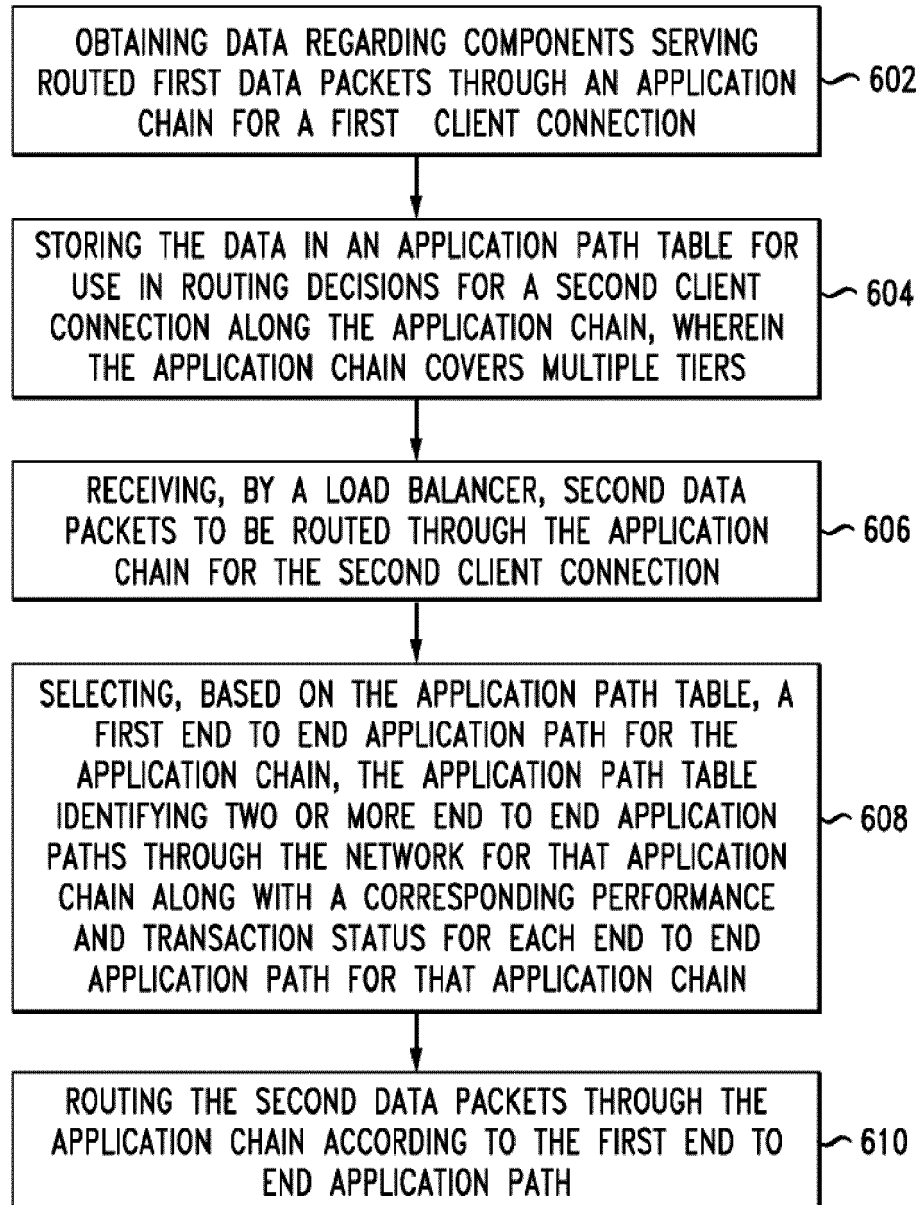 OBTAINING DATA REGARDING COMPONENTS SERVING
ROUTED FIRST DATA PACKETS THROUGH AN APPLICATION
CHAIN FOR A FIRST CLIENT CONNECTION
602
STORING THE DATA IN AN APPLICATION PATH TABLE FOR
USE IN ROUTING DECISIONS FOR A SECOND CLIENT
CONNECTION ALONG THE APPLICATION CHAIN, WHEREIN
THE APPLICATION CHAIN COVERS MULTIPLE TIERS
604
RECEIVING, BY A LOAD BALANCER, SECOND DATA
PACKETS TO BE ROUTED THROUGH THE APPLICATION
CHAIN FOR THE SECOND CLIENT CONNECTION
606
SELECTING, BASED ON THE APPLICATION PATH TABLE, A
FIRST END TO END APPLICATION PATH FOR THE
APPLICATION CHAIN, THE APPLICATION PATH TABLE
IDENTIFYING TWO OR MORE END TO END APPLICATION
PATHS THROUGH THE NETWORK FOR THAT APPLICATION
CHAIN ALONG WITH A CORRESPONDING PERFORMANCE
AND TRANSACTION STATUS FOR EACH END TO END
APPLICATION PATH FOR THAT APPLICATION CHAIN
608
ROUTING THE SECOND DATA PACKETS THROUGH THE
APPLICATION CHAIN ACCORDING TO THE FIRST END TO
END APPLICATION PATH
610